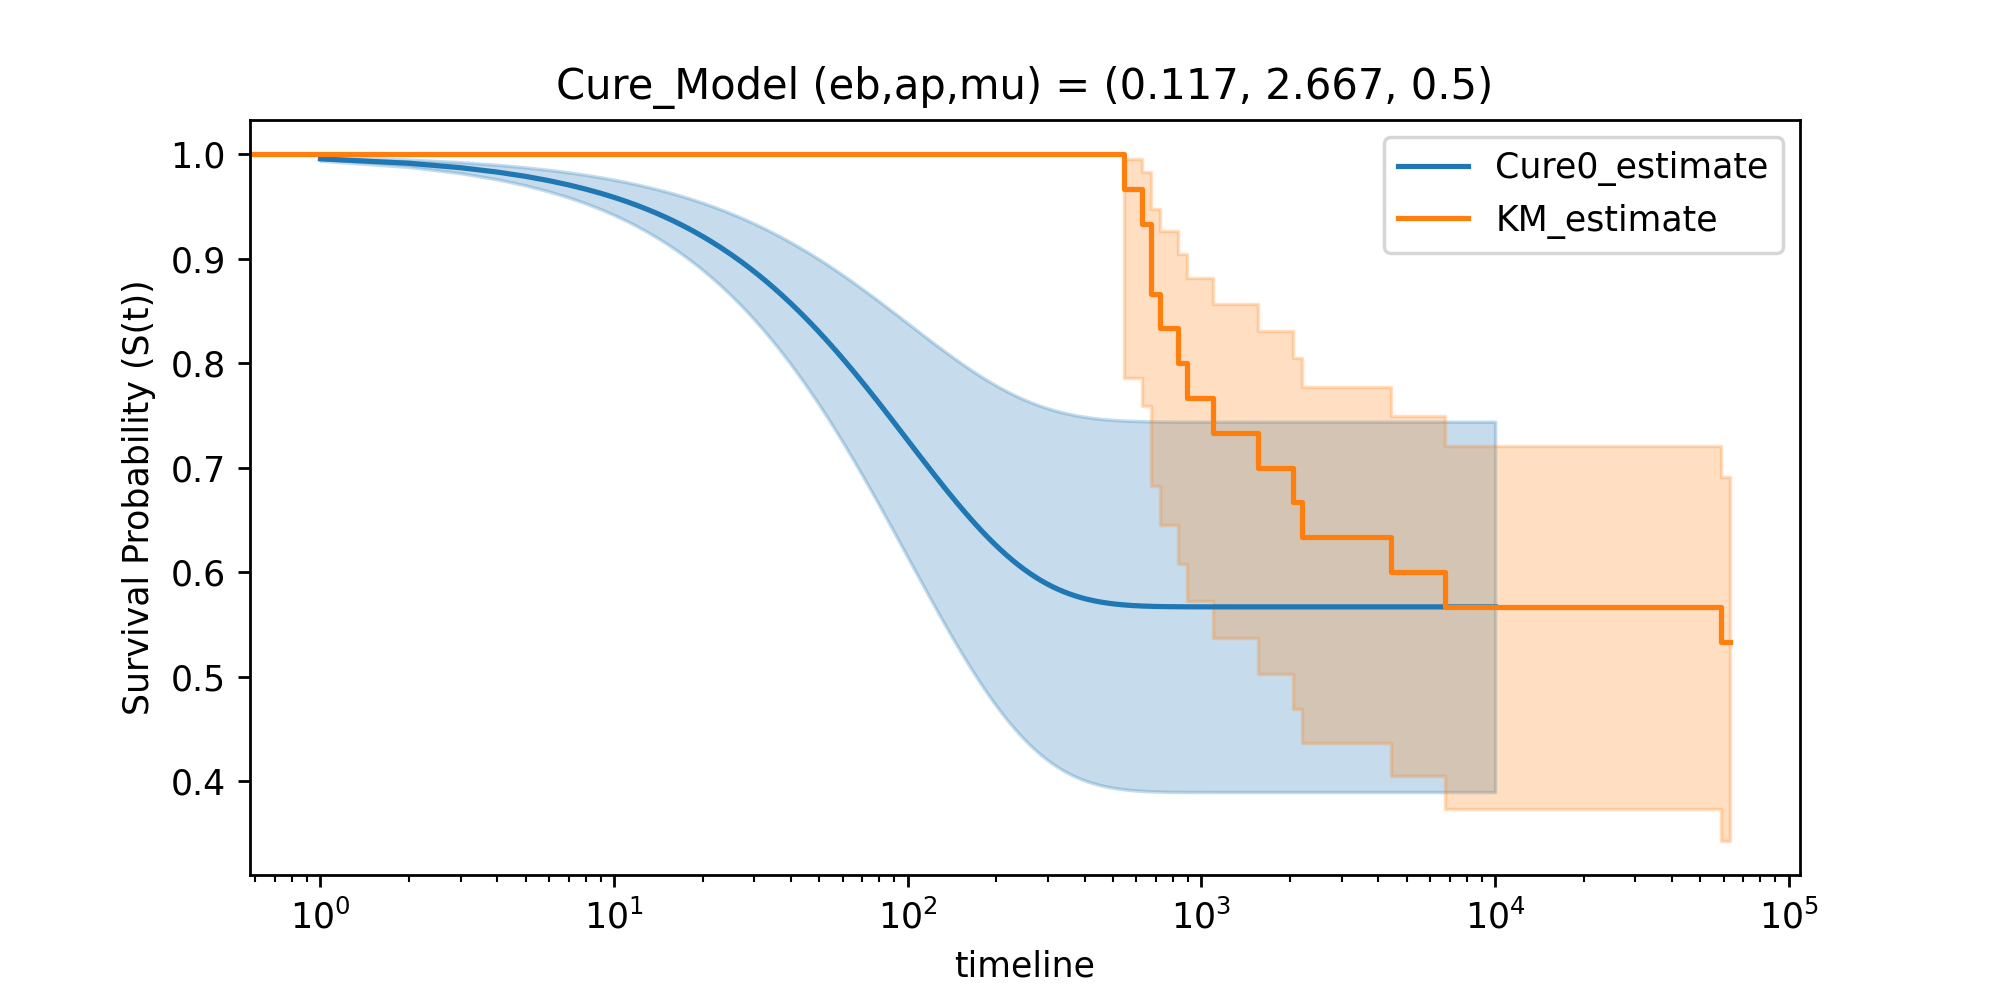 Cure_Model (eb,ap,mu) = (0.117, 2.667, 0.5)
Cure0_estimate
KM_estimate
Survival Probability (S(t))
1.0
0.9
0.8
0.7
0.6
0.5
0.4
10⁰ 10¹ 10² 10³ 10⁴ 10⁵
timeline